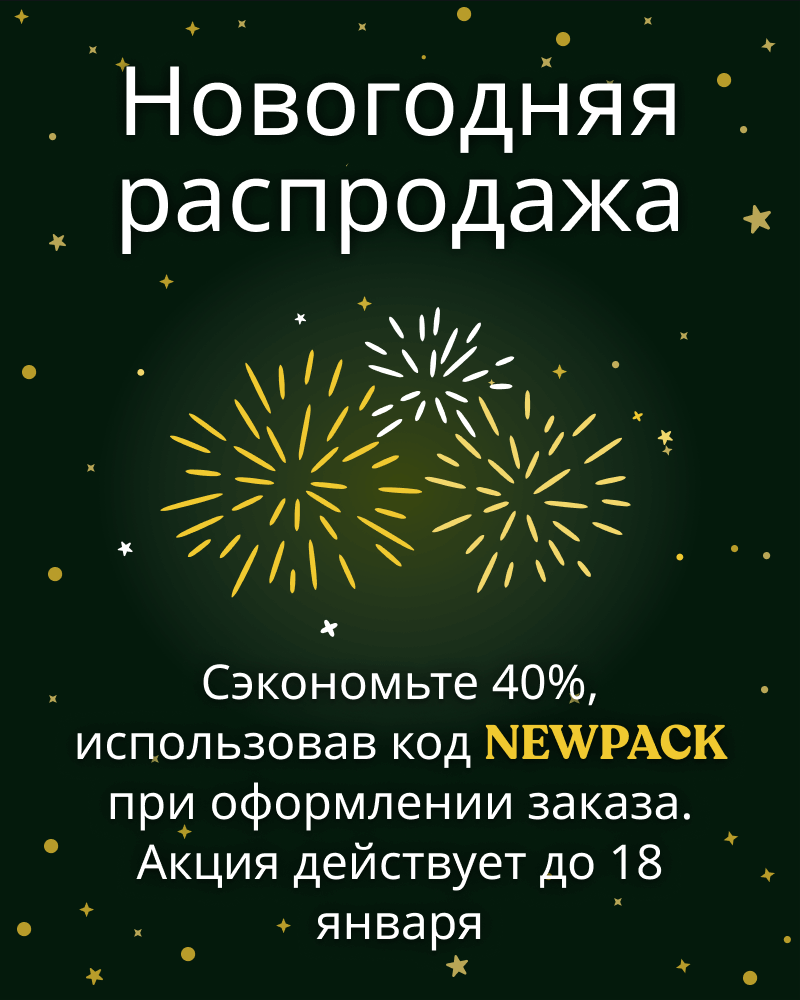 Новогодняя
распродажа
Сэкономьте 40%,
использовав код NEWPACK
при оформлении заказа.
Акция действует до 18
января